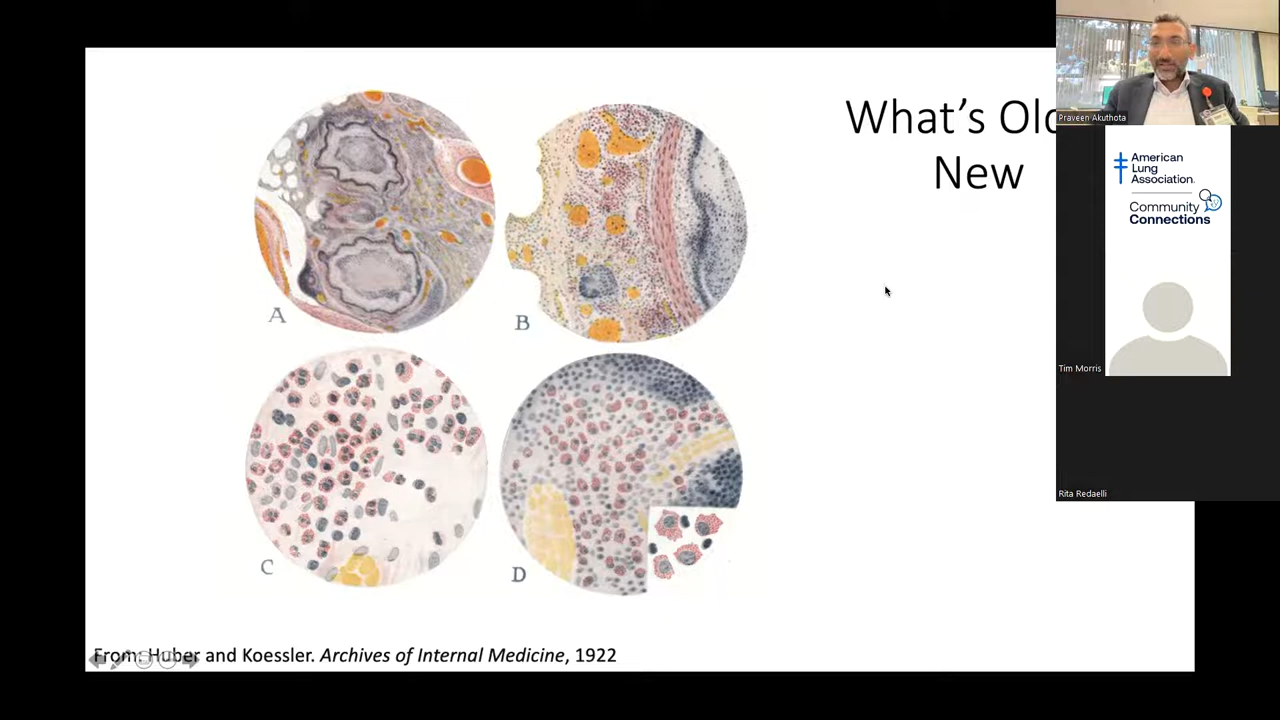 What's Old
New
A
B
C
D
From: Huber and Koessler. Archives of Internal Medicine, 1922
Praveen Akuthota
American
Lung
Association.
Community
Connections
Tim Morris
Rita Redaelli